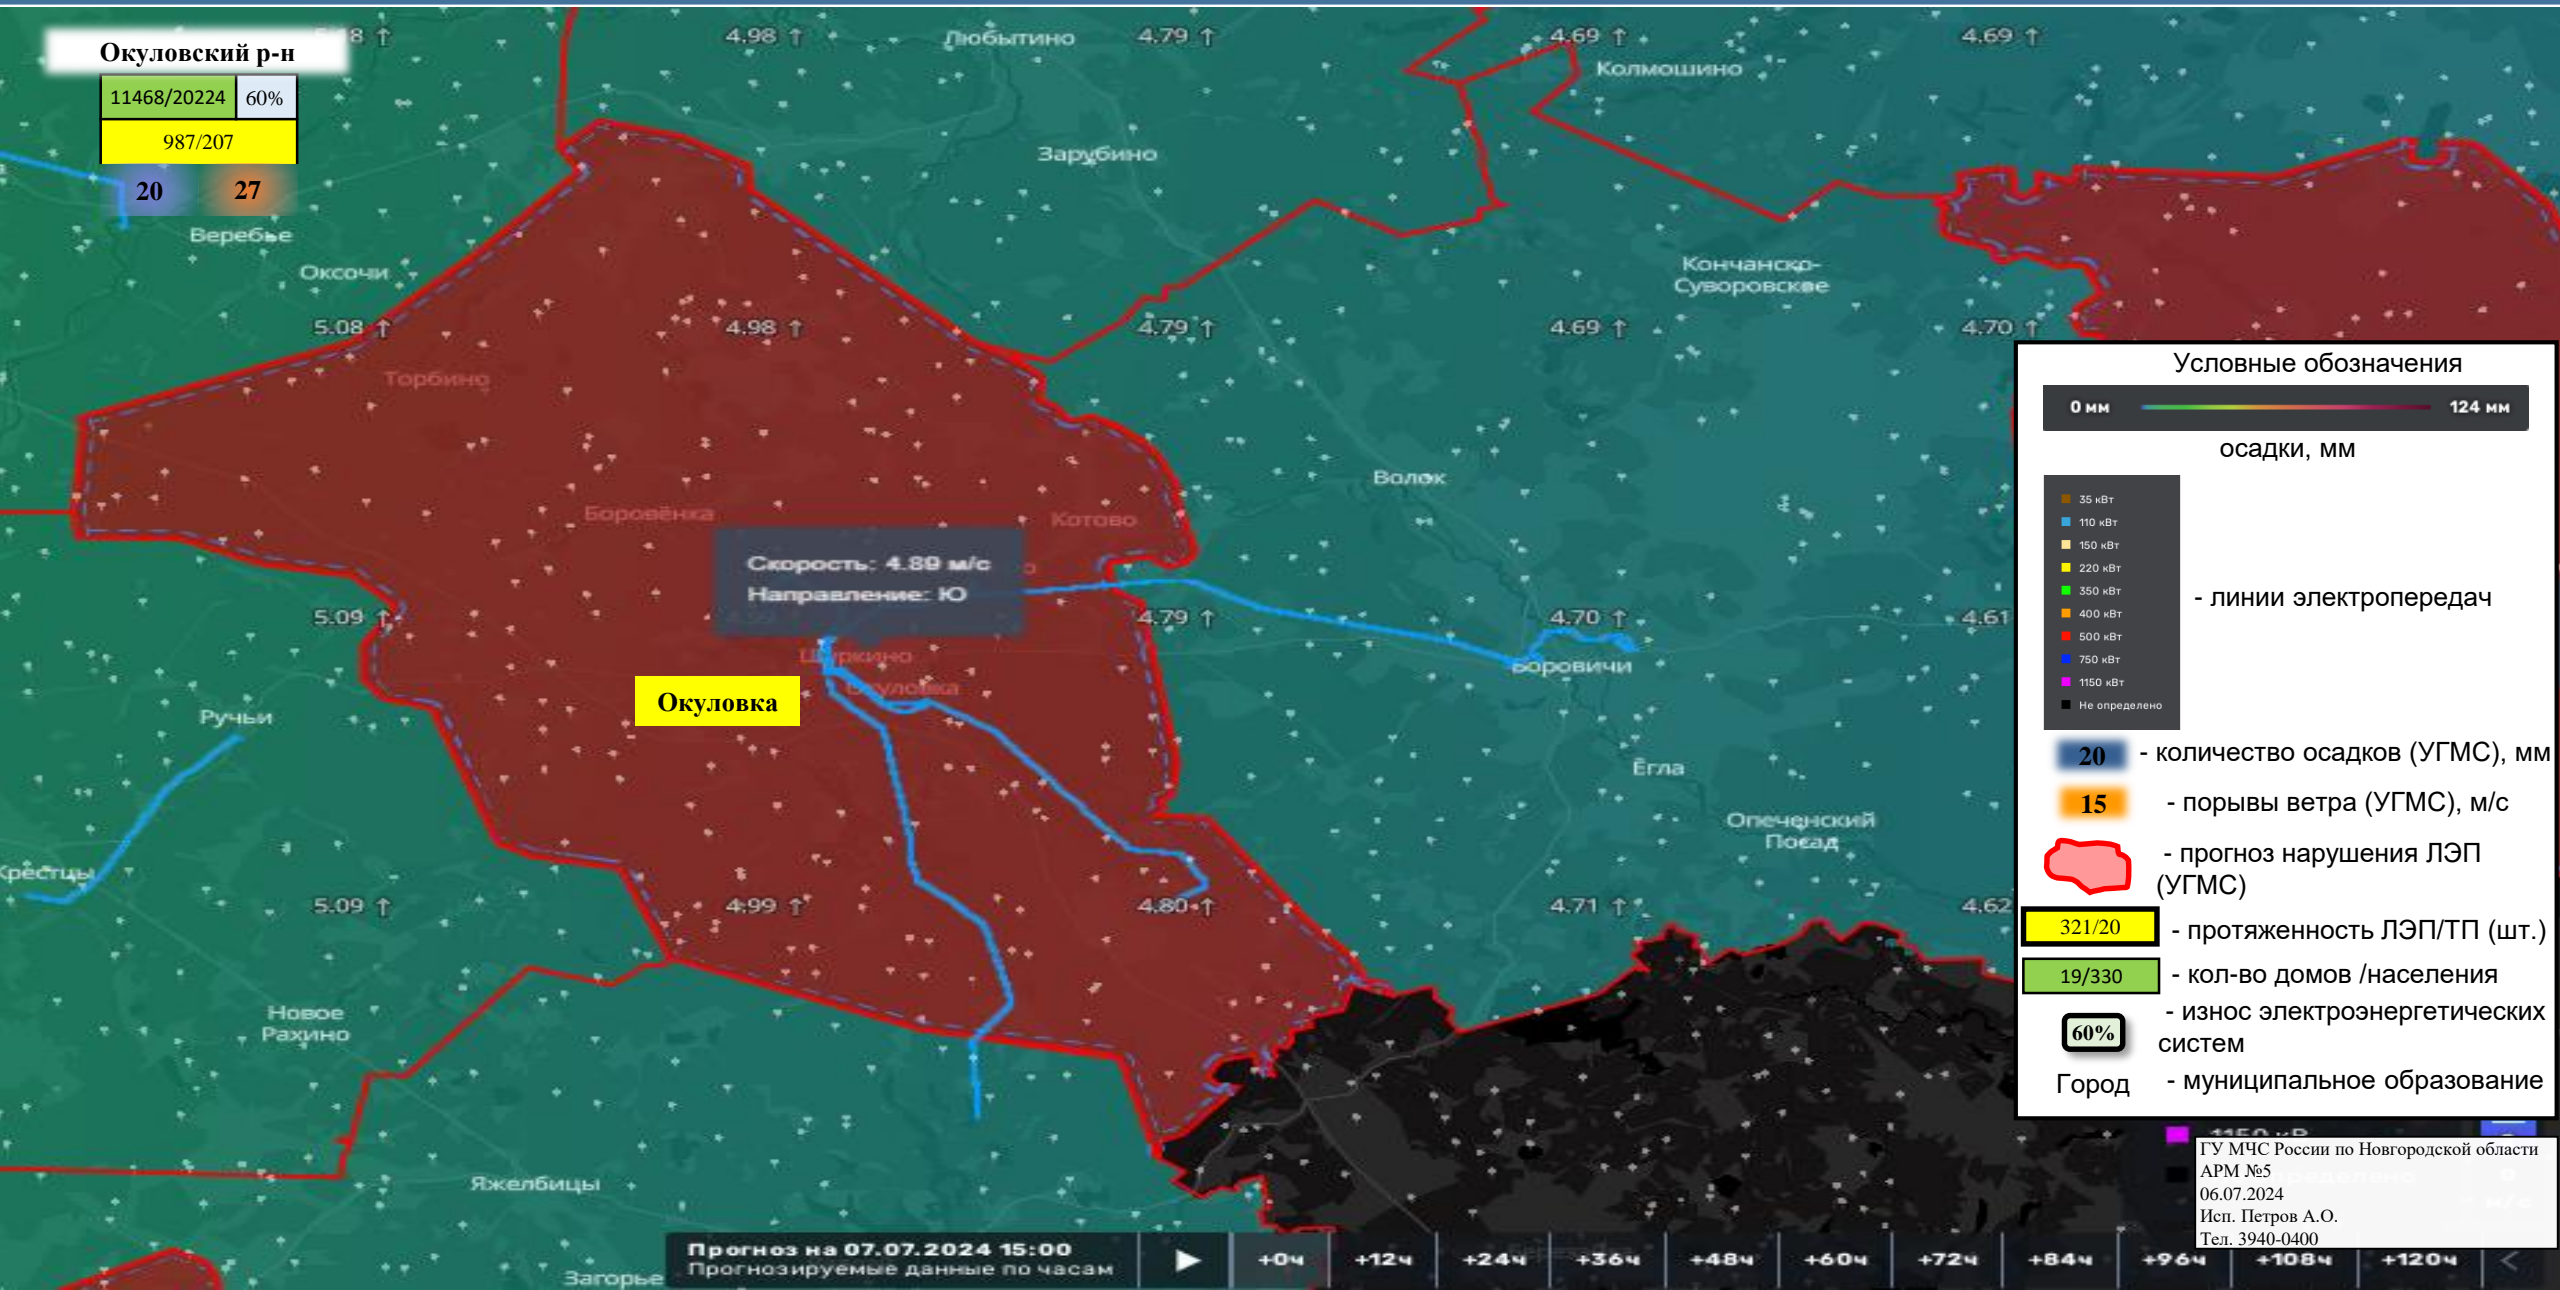 Окуловский р-н
11468/20224 60%
987/207
20 27
4.98 ↑
Любытино
4.79 ↑
4.69 ↑
4.69 ↑
Колмошино
Зарубино
Веребье
Оксочи
Кончанско-
Суворовское
5.08 ↑
4.98 ↑
4.79 ↑
4.69 ↑
4.70 ↑
Торбино
Волок
Боровёнка
Котово
Скорость: 4.89 м/с
Направление: Ю
5.09 ↑
4.79 ↑
4.70 ↑
4.61
Шуркино
Боровичи
Окуловка
Окуловка
Ручьи
Ёгла
Опеченский
Посад
Крестцы
5.09 ↑
4.99 ↑
4.80 ↑
4.71 ↑
4.62
Новое
Рахино
Яжелбицы
Загорье
Условные обозначения
0 мм 124 мм
осадки, мм
35 кВт
110 кВт
150 кВт
220 кВт
350 кВт
400 кВт
500 кВт
750 кВт
1150 кВт
Не определено
- линии электропередач
20 - количество осадков (УГМС), мм
15 - порывы ветра (УГМС), м/с
- прогноз нарушения ЛЭП
(УГМС)
321/20 - протяженность ЛЭП/ТП (шт.)
19/330 - кол-во домов /населения
60% - износ электроэнергетических
систем
Город - муниципальное образование
ГУ МЧС России по Новгородской области
АРМ №5
06.07.2024
Исп. Петров А.О.
Тел. 3940-0400
Прогноз на 07.07.2024 15:00
Прогнозируемые данные по часам
+0ч +12ч +24ч +36ч +48ч +60ч +72ч +84ч +96ч +108ч +120ч